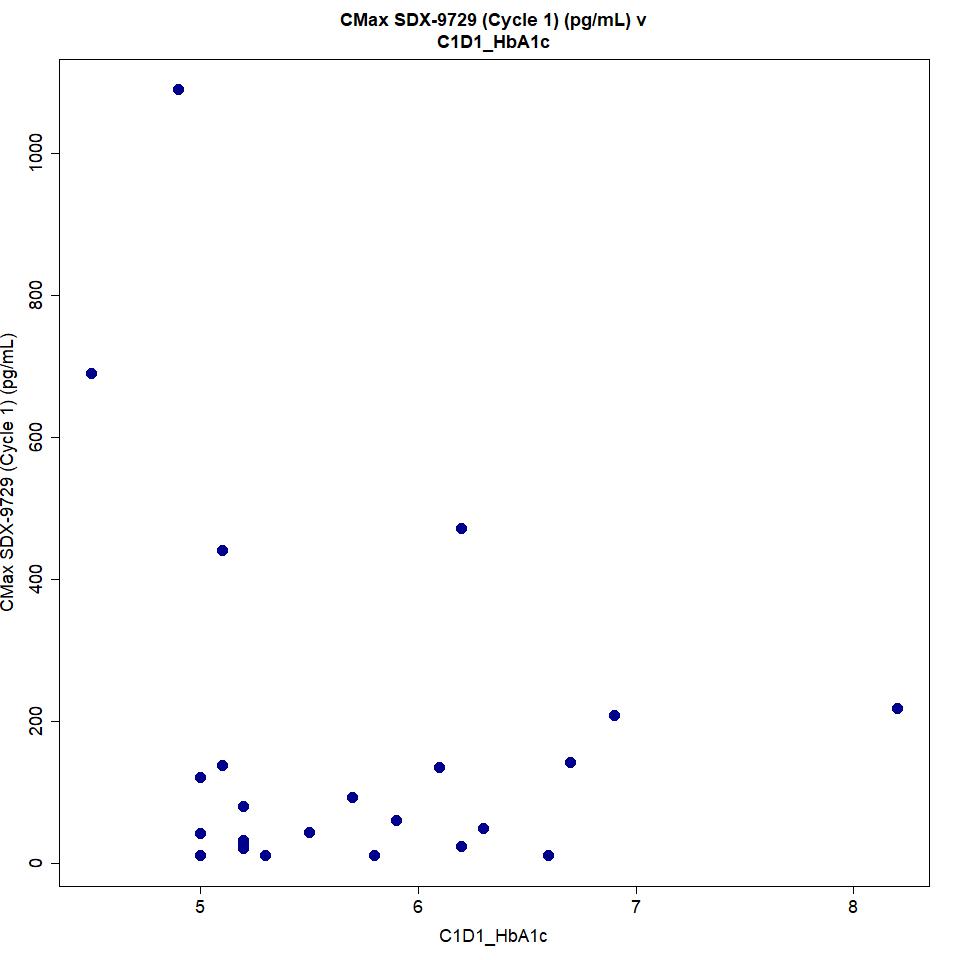 CMax SDX-9729 (Cycle 1) (pg/mL) v
C1D1_HbA1c
1000
800
600
400
200
0
CMax SDX-9729 (Cycle 1) (pg/mL)
5 6 7 8
C1D1_HbA1c